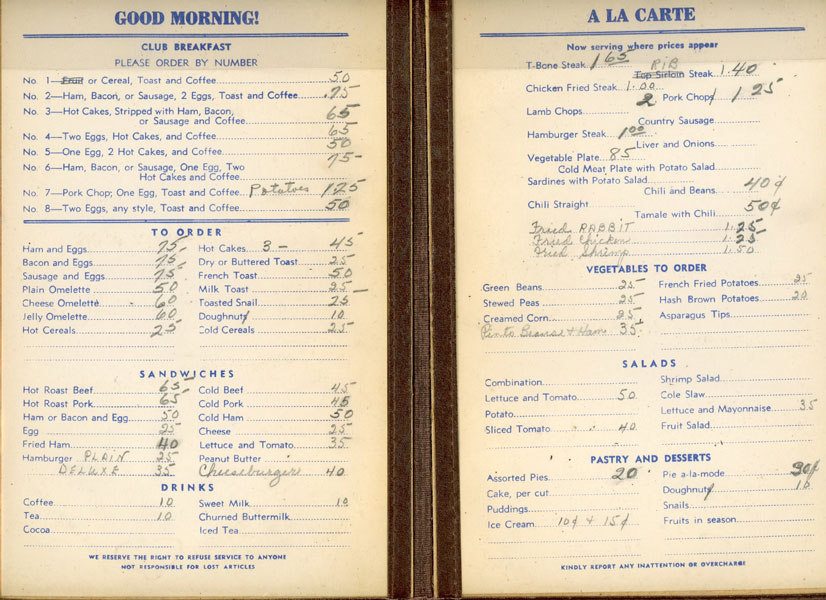 GOOD MORNING!
CLUB BREAKFAST
PLEASE ORDER BY NUMBER
No. 1—Fruit or Cereal, Toast and Coffee 50
No. 2—Ham, Bacon, or Sausage, 2 Eggs, Toast and Coffee .75
No. 3—Hot Cakes, Stripped with Ham, Bacon,
or Sausage and Coffee 65
No. 4—Two Eggs, Hot Cakes, and Coffee 65
No. 5—One Egg, 2 Hot Cakes, and Coffee 50
No. 6—Ham, Bacon, or Sausage, One Egg, Two
Hot Cakes and Coffee 75
No. 7—Pork Chop, One Egg, Toast and Coffee Potatoes 1.25
No. 8—Two Eggs, any style, Toast and Coffee 50
TO ORDER
Ham and Eggs 75
Bacon and Eggs 75
Sausage and Eggs 75
Plain Omelette 50
Cheese Omelette 60
Jelly Omelette 60
Hot Cereals 25
Hot Cakes 3 — 45
Dry or Buttered Toast 25
French Toast 50
Milk Toast 25
Toasted Snail 25
Doughnut 10
Cold Cereals 25
SANDWICHES
Hot Roast Beef 65
Hot Roast Pork 65
Ham or Bacon and Egg 50
Egg 25
Fried Ham 40
Hamburger PLAIN 25
DELUXE 35
Cold Beef 45
Cold Pork 45
Cold Ham 50
Cheese 25
Lettuce and Tomato 35
Peanut Butter
Cheeseburger 40
DRINKS
Coffee 10
Tea 10
Cocoa
Sweet Milk 10
Churned Buttermilk
Iced Tea
WE RESERVE THE RIGHT TO REFUSE SERVICE TO ANYONE
NOT RESPONSIBLE FOR LOST ARTICLES
A LA CARTE
Now serving where prices appear
T-Bone Steak 1 65
RIB
Top Sirloin Steak 1.40
Chicken Fried Steak 1.00
2 Pork Chops 1 25
Lamb Chops
Country Sausage
Hamburger Steak 1.00
Liver and Onions
Vegetable Plate 85
Cold Meat Plate with Potato Salad
Sardines with Potato Salad
Chili and Beans 40¢
Chili Straight
Tamale with Chili 50¢
Fried RABBIT 1.25
Fried Chicken 1.25
Fried Shrimp 1.50
VEGETABLES TO ORDER
Green Beans 25
Stewed Peas 25
Creamed Corn 25
Pinto Beans & Ham 35
French Fried Potatoes 25
Hash Brown Potatoes 20
Asparagus Tips
SALADS
Combination
Lettuce and Tomato 50
Potato
Sliced Tomato 40
Shrimp Salad
Cole Slaw
Lettuce and Mayonnaise 35
Fruit Salad
PASTRY AND DESSERTS
Assorted Pies 20
Cake, per cut
Puddings
Ice Cream 10¢ & 15¢
Pie a-la-mode 30¢
Doughnut 10
Snails
Fruits in season
KINDLY REPORT ANY INATTENTION OR OVERCHARGE